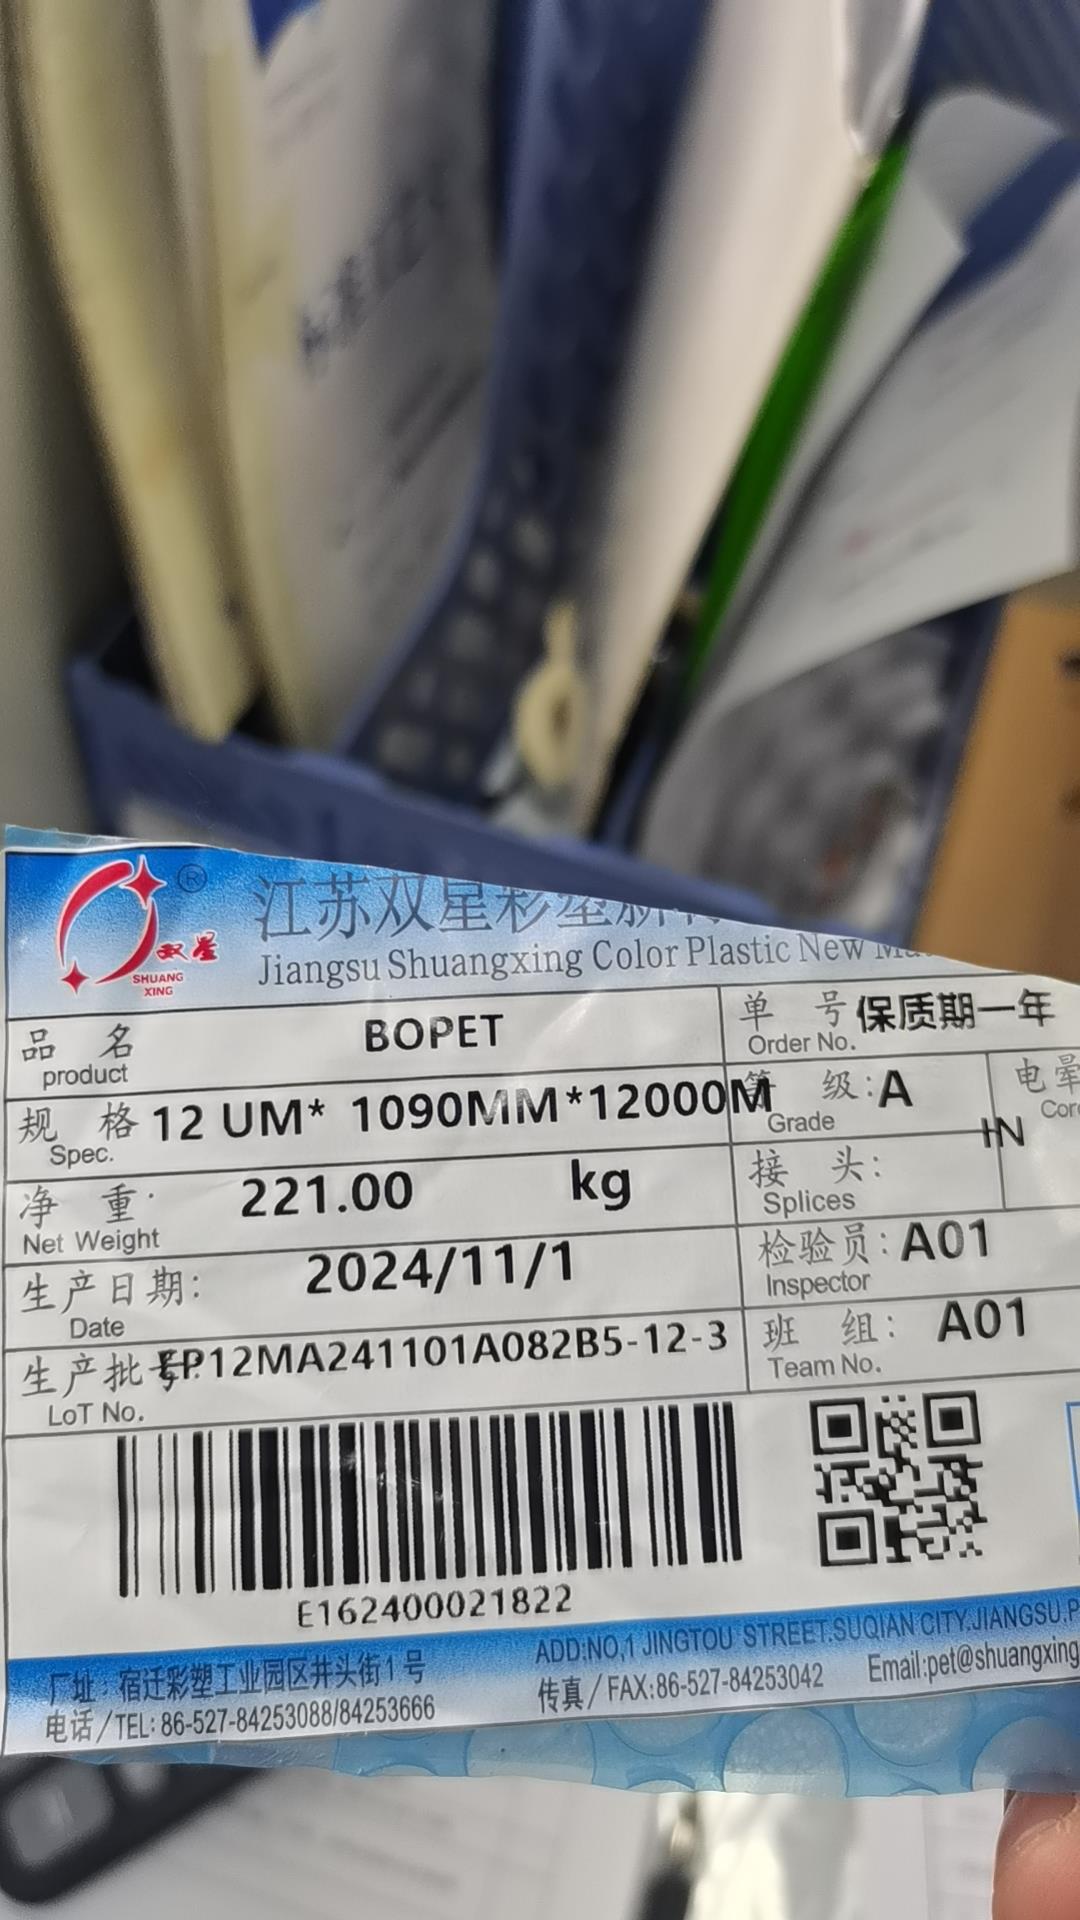 ®
双星
SHUANG
XING
江苏双星彩塑新材
Jiangsu Shuangxing Color Plastic New Ma
品 名
product
BOPET
单 号
Order No.
保质期一年
规 格
Spec.
12 UM* 1090MM*12000M
等 级:
Grade
A
电晕
Cor
IN
净 重
Net Weight
221.00 kg
接 头:
Splices
生产日期:
Date
2024/11/1
检验员:
Inspector
A01
生产批号:
LoT No.
EP12MA241101A082B5-12-3
班 组:
Team No.
A01
E162400021822
厂址:宿迁彩塑工业园区井头街1号
ADD:NO,1 JINGTOU STREET.SUQIAN CITY.JIANGSU.P
电话/TEL:86-527-84253088/84253666
传真/FAX:86-527-84253042
Email:pet@shuangxing